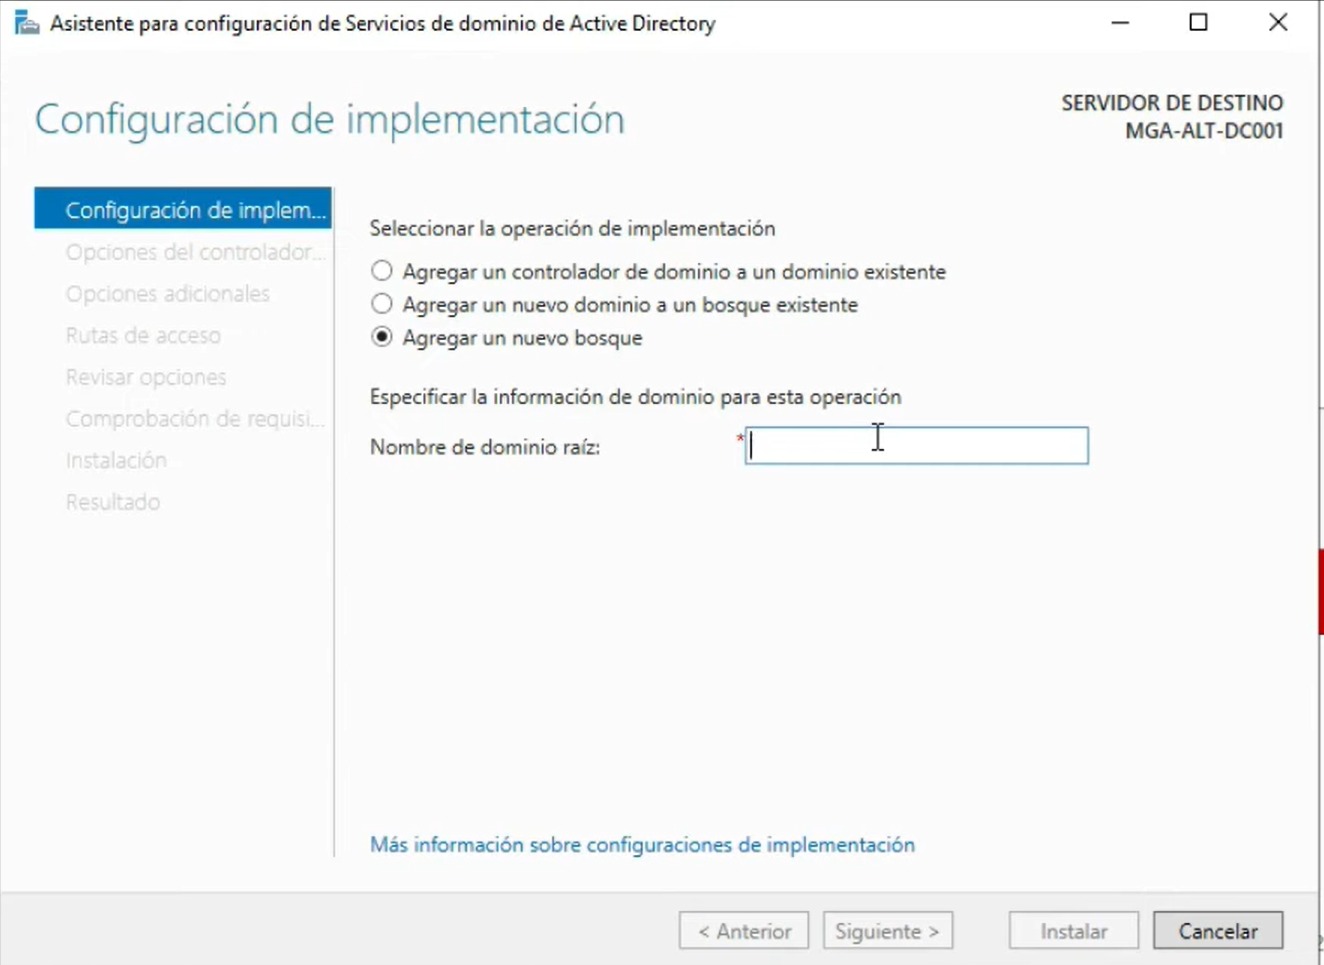 Asistente para configuración de Servicios de dominio de Active Directory
Configuración de implementación
SERVIDOR DE DESTINO
MGA-ALT-DC001
Configuración de implem...
Opciones del controlador...
Opciones adicionales
Rutas de acceso
Revisar opciones
Comprobación de requisi...
Instalación
Resultado
Seleccionar la operación de implementación
Agregar un controlador de dominio a un dominio existente
Agregar un nuevo dominio a un bosque existente
Agregar un nuevo bosque
Especificar la información de dominio para esta operación
Nombre de dominio raíz: *
Más información sobre configuraciones de implementación
< Anterior
Siguiente >
Instalar
Cancelar